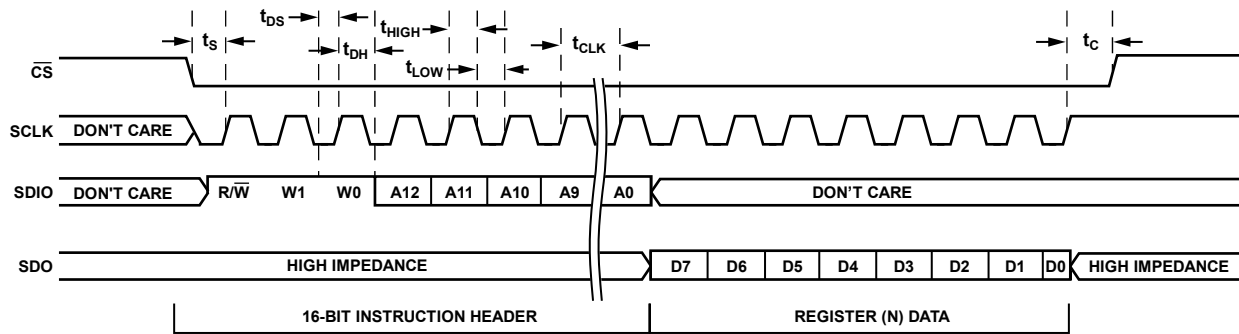 tDS
tHIGH
tCLK
tS
tDH
tC
tLOW
CS
SCLK
DON'T CARE
SDIO
DON'T CARE
R/W
W1
W0
A12
A11
A10
A9
A0
DON'T CARE
SDO
HIGH IMPEDANCE
D7
D6
D5
D4
D3
D2
D1
D0
HIGH IMPEDANCE
16-BIT INSTRUCTION HEADER
REGISTER (N) DATA